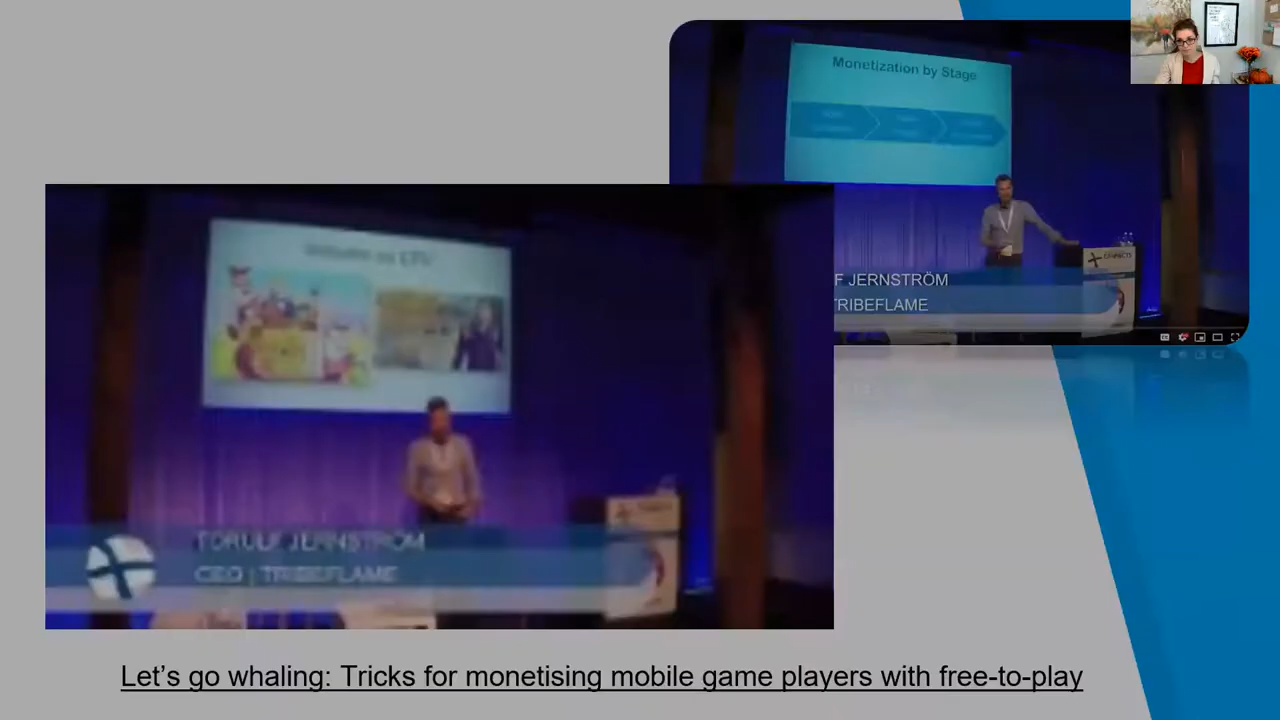 Monetization by Stage
F JERNSTRÖM
TRIBEFLAME
TORULF JERNSTRÖM
CEO | TRIBEFLAME
Let's go whaling: Tricks for monetising mobile game players with free-to-play